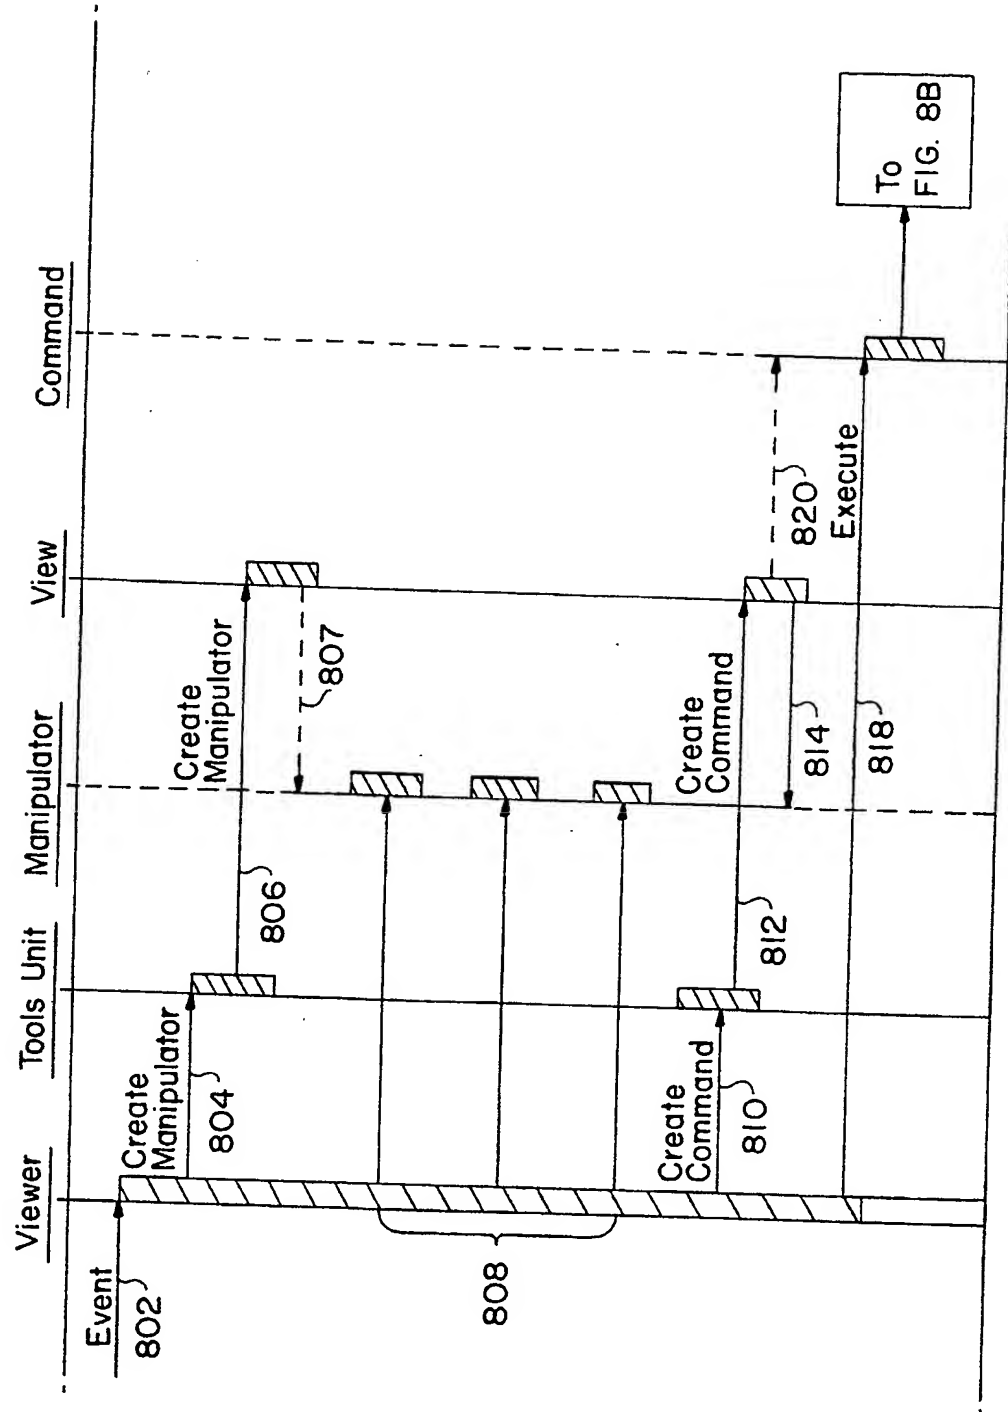 Viewer
Tools Unit
Manipulator
View
Command
Event
802
Create
Manipulator
804
806
Create
Manipulator
807
808
Create
Command
810
812
Create
Command
814
820
Execute
818
To
FIG. 8B